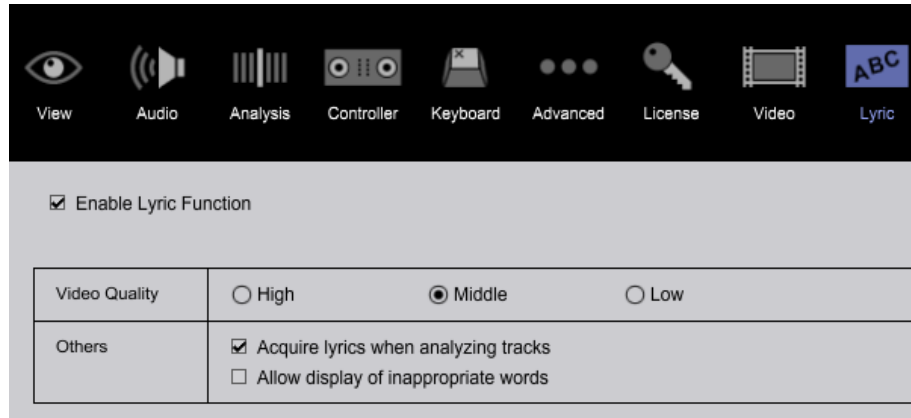 View Audio Analysis Controller Keyboard Advanced License Video ABC Lyric
Enable Lyric Function
Video Quality High Middle Low
Others Acquire lyrics when analyzing tracks
Allow display of inappropriate words